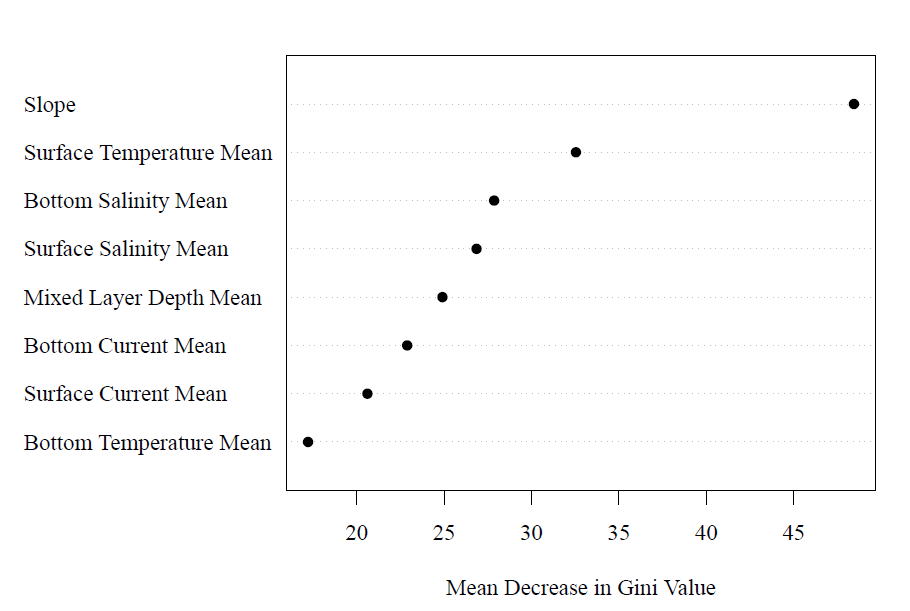 Slope
Surface Temperature Mean
Bottom Salinity Mean
Surface Salinity Mean
Mixed Layer Depth Mean
Bottom Current Mean
Surface Current Mean
Bottom Temperature Mean
20 25 30 35 40 45
Mean Decrease in Gini Value